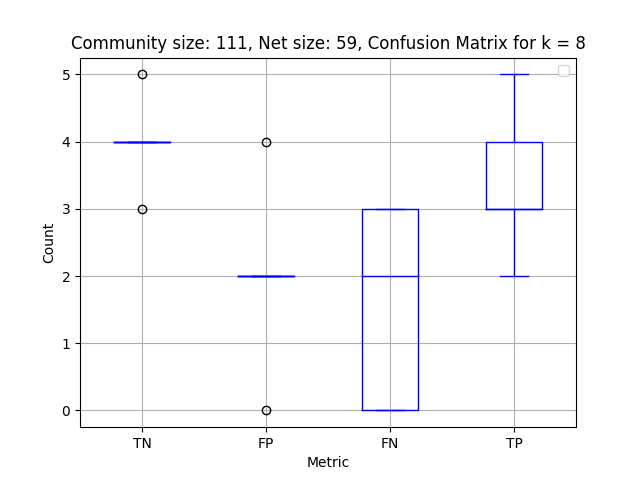 Community size: 111, Net size: 59, Confusion Matrix for k = 8
5
4
3
2
1
0
Count
TN FP FN TP
Metric